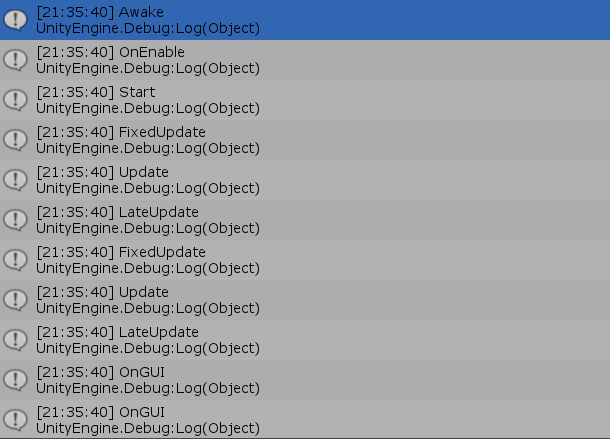 [21:35:40] Awake
UnityEngine.Debug:Log(Object)
[21:35:40] OnEnable
UnityEngine.Debug:Log(Object)
[21:35:40] Start
UnityEngine.Debug:Log(Object)
[21:35:40] FixedUpdate
UnityEngine.Debug:Log(Object)
[21:35:40] Update
UnityEngine.Debug:Log(Object)
[21:35:40] LateUpdate
UnityEngine.Debug:Log(Object)
[21:35:40] FixedUpdate
UnityEngine.Debug:Log(Object)
[21:35:40] Update
UnityEngine.Debug:Log(Object)
[21:35:40] LateUpdate
UnityEngine.Debug:Log(Object)
[21:35:40] OnGUI
UnityEngine.Debug:Log(Object)
[21:35:40] OnGUI
UnityEngine.Debug:Log(Object)